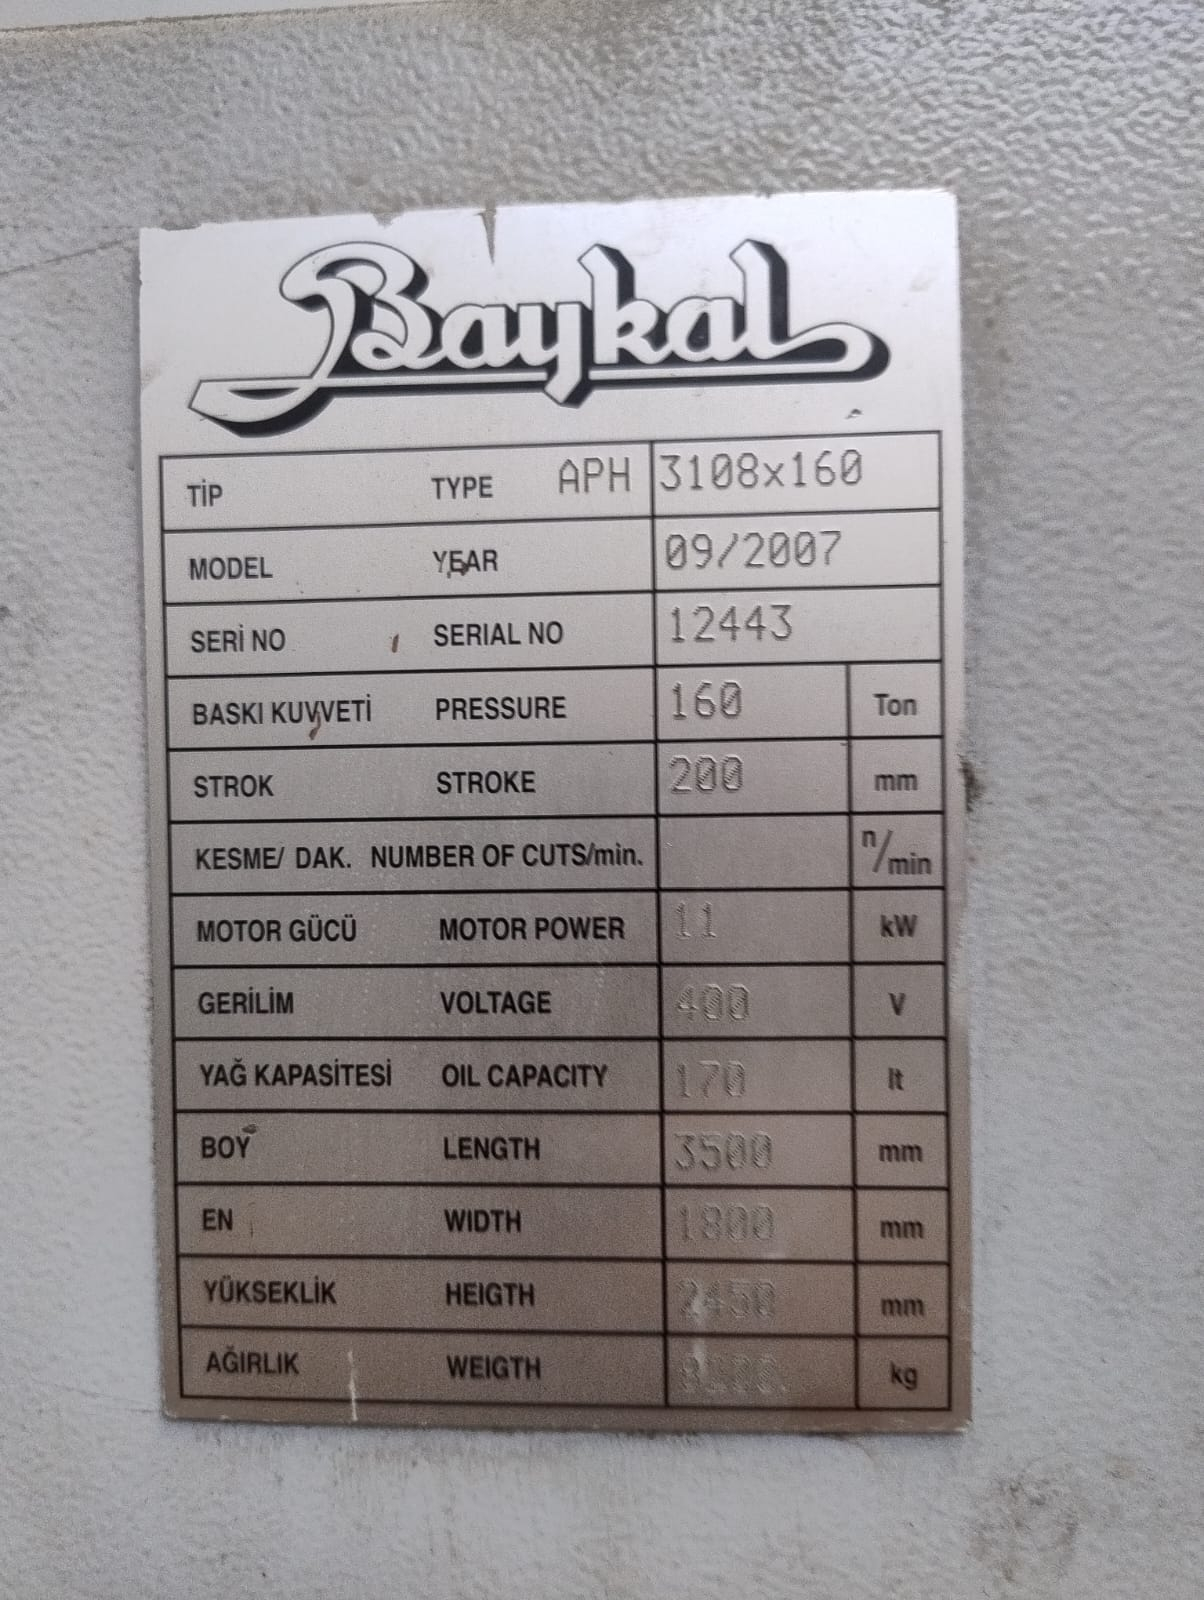 Baykal
TİP TYPE APH 3108x160
MODEL YEAR 09/2007
SERİ NO SERIAL NO 12443
BASKI KUVVETİ PRESSURE 160 Ton
STROK STROKE 200 mm
KESME/ DAK. NUMBER OF CUTS/min. n/min
MOTOR GÜCÜ MOTOR POWER 11 kW
GERİLİM VOLTAGE 400 V
YAĞ KAPASİTESİ OIL CAPACITY 170 lt
BOY LENGTH 3500 mm
EN WIDTH 1800 mm
YÜKSEKLİK HEIGTH 2450 mm
AĞIRLIK WEIGTH kg